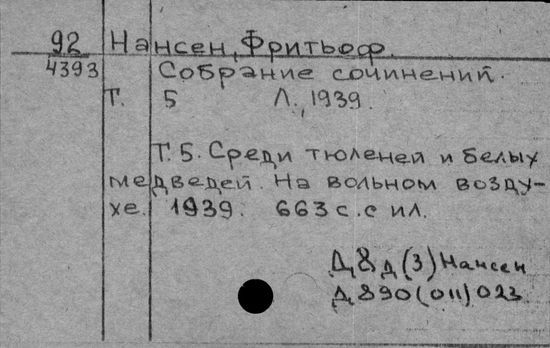 92 Нансен, Фритьоф.
4393 Собрание сочинений.
Т. 5 Л., 1939.
Т. 5. Среди тюленей и белых
медведей. На вольном возду-
хе. 1939. 663 с. с ил.
Д8д(3) Нансен
Д890(011)023